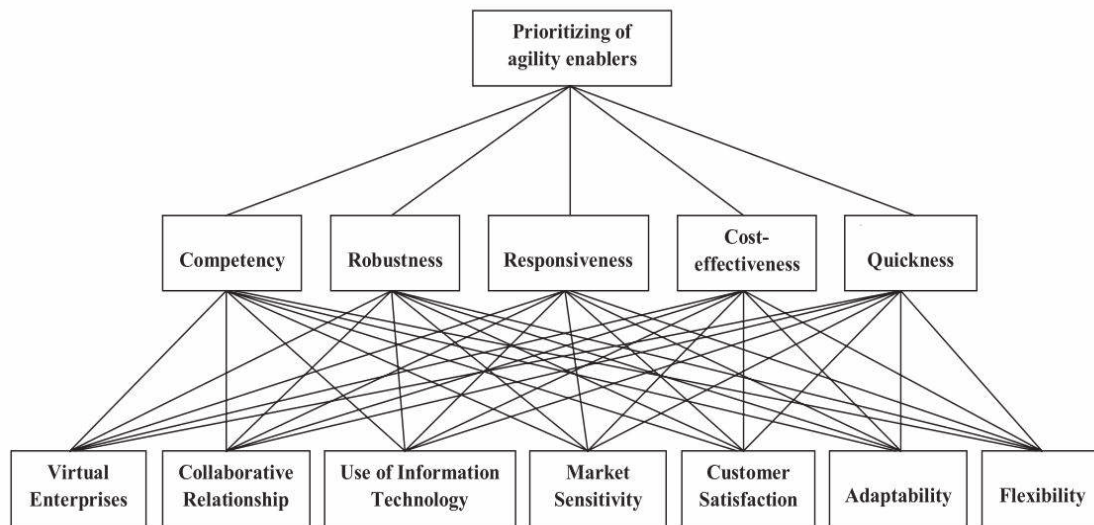 Prioritizing of
agility enablers
Competency
Robustness
Responsiveness
Cost-
effectiveness
Quickness
Virtual
Enterprises
Collaborative
Relationship
Use of Information
Technology
Market
Sensitivity
Customer
Satisfaction
Adaptability
Flexibility